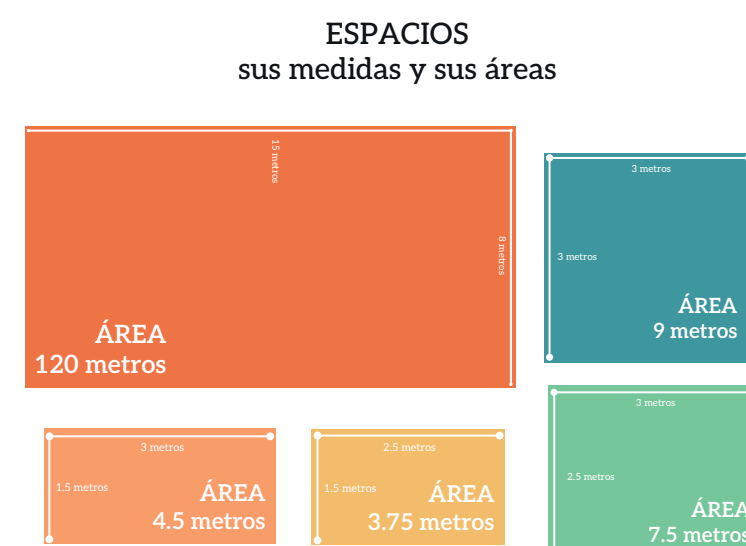 ESPACIOS
sus medidas y sus áreas
15 metros
8 metros
ÁREA
120 metros
3 metros
3 metros
ÁREA
9 metros
3 metros
1.5 metros
ÁREA
4.5 metros
2.5 metros
1.5 metros
ÁREA
3.75 metros
3 metros
2.5 metros
ÁREA
7.5 metros